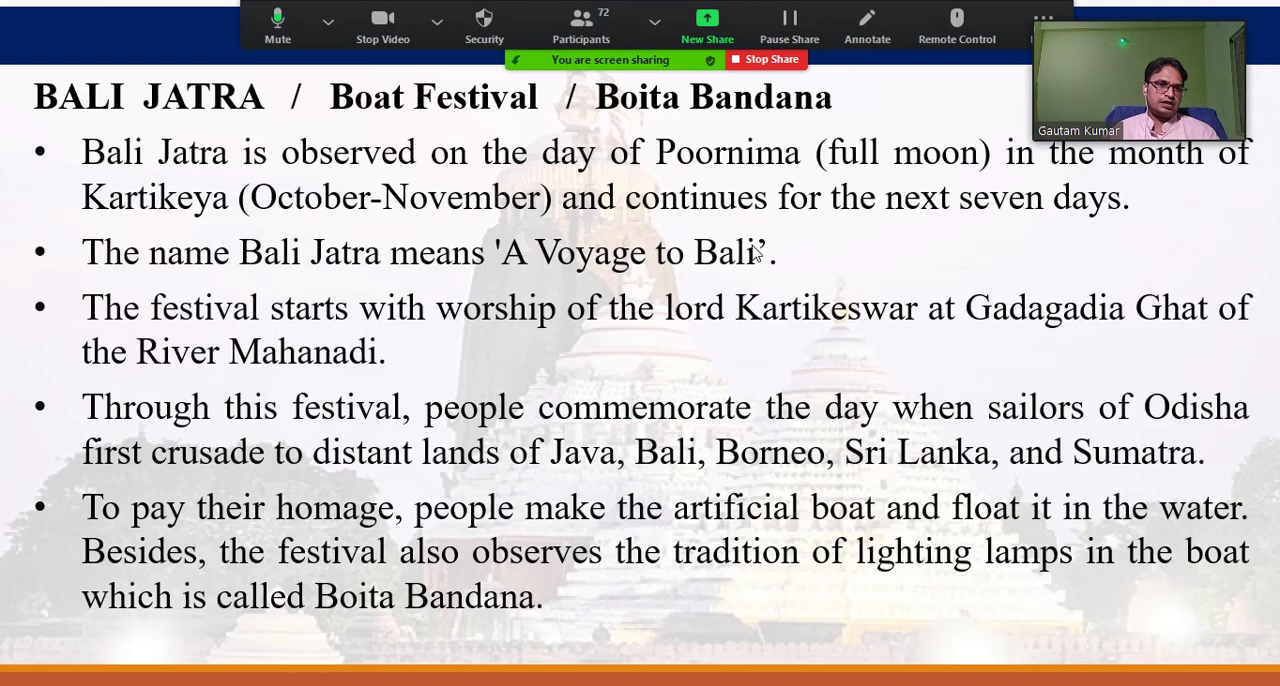 Mute
Stop Video
Security
Participants
72
New Share
Pause Share
Annotate
Remote Control
You are screen sharing
Stop Share
Gautam Kumar
BALI JATRA / Boat Festival / Boita Bandana
• Bali Jatra is observed on the day of Poornima (full moon) in the month of
Kartikeya (October-November) and continues for the next seven days.
• The name Bali Jatra means 'A Voyage to Bali’.
• The festival starts with worship of the lord Kartikeswar at Gadagadia Ghat of
the River Mahanadi.
• Through this festival, people commemorate the day when sailors of Odisha
first crusade to distant lands of Java, Bali, Borneo, Sri Lanka, and Sumatra.
• To pay their homage, people make the artificial boat and float it in the water.
Besides, the festival also observes the tradition of lighting lamps in the boat
which is called Boita Bandana.